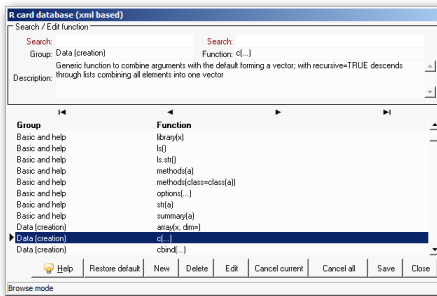 R card database (xml based)
Search / Edit function
Search: Search:
Group: Data (creation) Function: c(...)
Description: Generic function to combine arguments with the default forming a vector; with recursive=TRUE descends
through lists combining all elements into one vector
Group Function
Basic and help library(x)
Basic and help ls()
Basic and help ls.str()
Basic and help methods(a)
Basic and help methods(class=class(a))
Basic and help options(...)
Basic and help str(a)
Basic and help summary(a)
Data (creation) array(x, dim=)
Data (creation) c(...)
Data (creation) cbind(...)
Help Restore default New Delete Edit Cancel current Cancel all Save Close
Browse mode